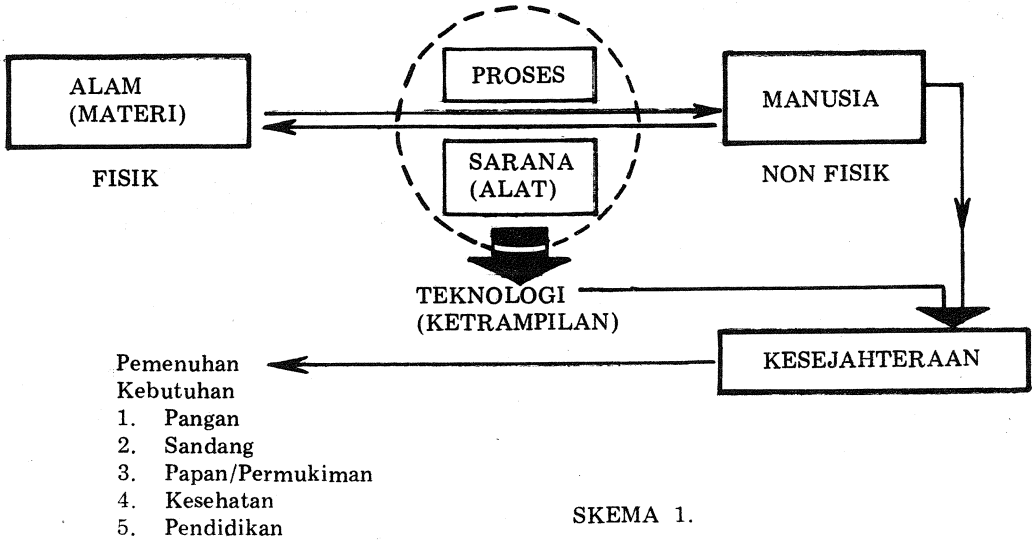 ALAM
(MATERI)
FISIK
PROSES
SARANA
(ALAT)
MANUSIA
NON FISIK
TEKNOLOGI
(KETRAMPILAN)
KESEJAHTERAAN
Pemenuhan
Kebutuhan
1. Pangan
2. Sandang
3. Papan/Permukiman
4. Kesehatan
5. Pendidikan
SKEMA 1.